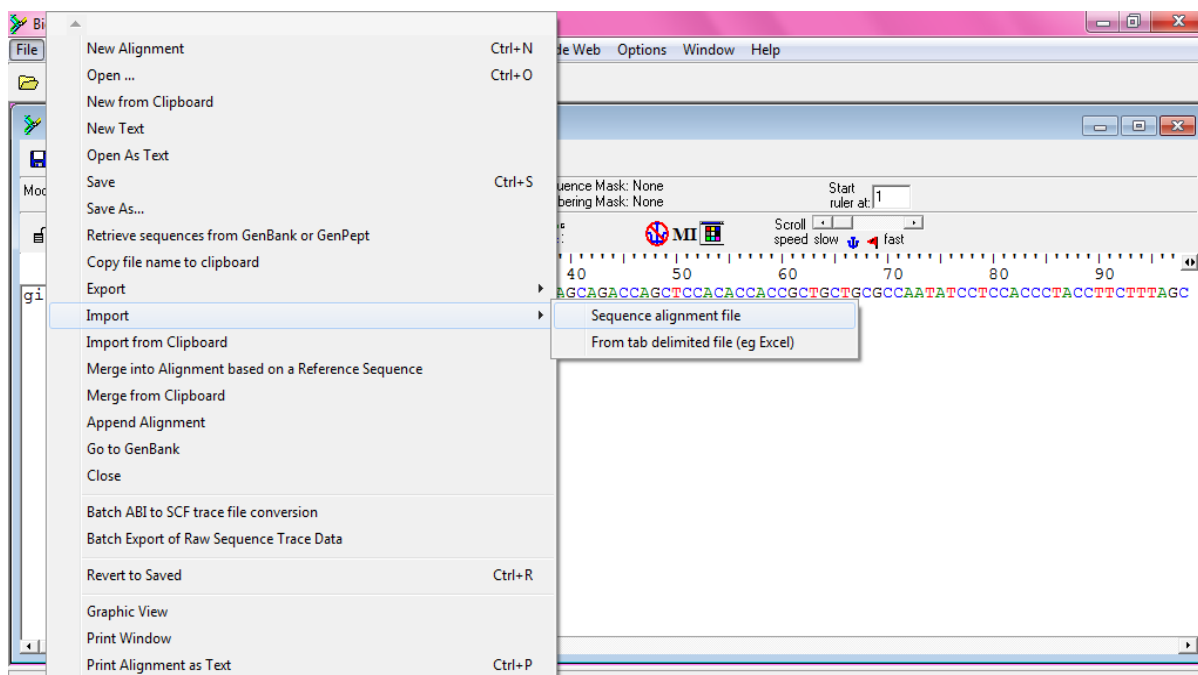 Bi
File
de Web Options Window Help
New Alignment Ctrl+N
Open ... Ctrl+O
New from Clipboard
New Text
Open As Text
Save Ctrl+S
Save As...
Retrieve sequences from GenBank or GenPept
Copy file name to clipboard
Export
Import
Import from Clipboard
Merge into Alignment based on a Reference Sequence
Merge from Clipboard
Append Alignment
Go to GenBank
Close
Batch ABI to SCF trace file conversion
Batch Export of Raw Sequence Trace Data
Revert to Saved Ctrl+R
Graphic View
Print Window
Print Alignment as Text Ctrl+P
Sequence alignment file
From tab delimited file (eg Excel)
Mod
uence Mask: None
bering Mask: None
Start
ruler at: 1
MI
Scroll
speed slow fast
40 50 60 70 80 90
gi
AGCAGACCAGCTCCACACCACCGCTGCTGCGCCAATATCCTCCACCCTACCTTCTTTAGC